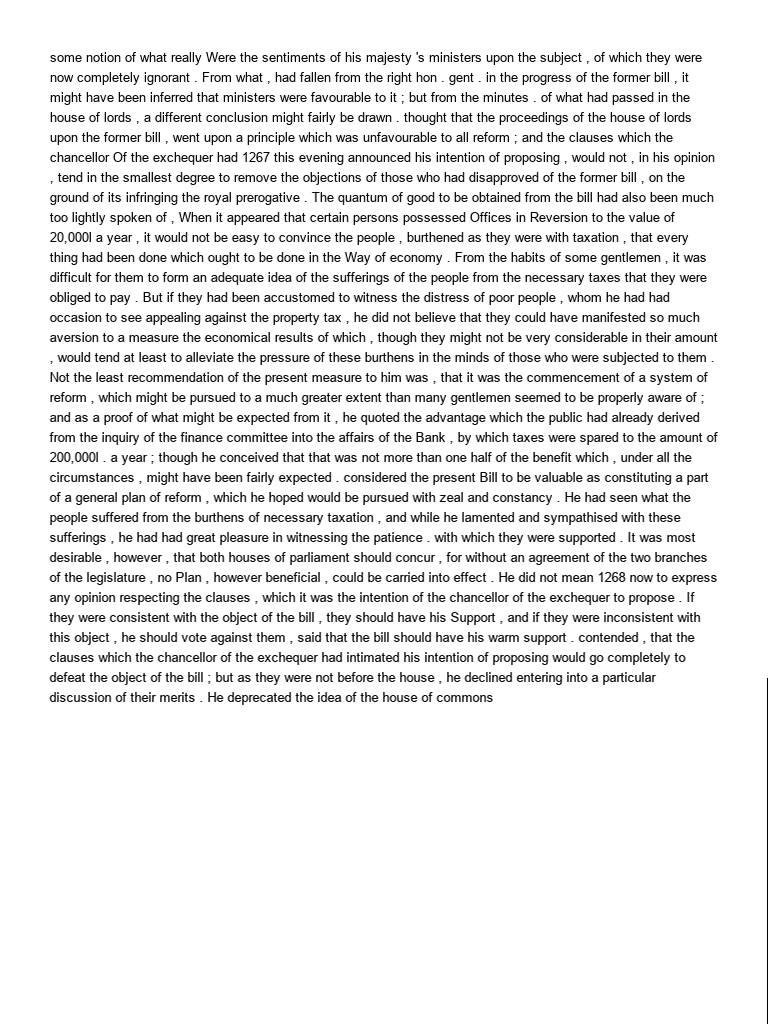 some notion of what really Were the sentiments of his majesty 's ministers upon the subject , of which they were
now completely ignorant . From what , had fallen from the right hon . gent . in the progress of the former bill , it
might have been inferred that ministers were favourable to it ; but from the minutes . of what had passed in the
house of lords , a different conclusion might fairly be drawn . thought that the proceedings of the house of lords
upon the former bill , went upon a principle which was unfavourable to all reform ; and the clauses which the
chancellor Of the exchequer had 1267 this evening announced his intention of proposing , would not , in his opinion
, tend in the smallest degree to remove the objections of those who had disapproved of the former bill , on the
ground of its infringing the royal prerogative . The quantum of good to be obtained from the bill had also been much
too lightly spoken of , When it appeared that certain persons possessed Offices in Reversion to the value of
20,000l a year , it would not be easy to convince the people , burthened as they were with taxation , that every
thing had been done which ought to be done in the Way of economy . From the habits of some gentlemen , it was
difficult for them to form an adequate idea of the sufferings of the people from the necessary taxes that they were
obliged to pay . But if they had been accustomed to witness the distress of poor people , whom he had had
occasion to see appealing against the property tax , he did not believe that they could have manifested so much
aversion to a measure the economical results of which , though they might not be very considerable in their amount
, would tend at least to alleviate the pressure of these burthens in the minds of those who were subjected to them .
Not the least recommendation of the present measure to him was , that it was the commencement of a system of
reform , which might be pursued to a much greater extent than many gentlemen seemed to be properly aware of ;
and as a proof of what might be expected from it , he quoted the advantage which the public had already derived
from the inquiry of the finance committee into the affairs of the Bank , by which taxes were spared to the amount of
200,000l . a year ; though he conceived that that was not more than one half of the benefit which , under all the
circumstances , might have been fairly expected . considered the present Bill to be valuable as constituting a part
of a general plan of reform , which he hoped would be pursued with zeal and constancy . He had seen what the
people suffered from the burthens of necessary taxation , and while he lamented and sympathised with these
sufferings , he had had great pleasure in witnessing the patience . with which they were supported . It was most
desirable , however , that both houses of parliament should concur , for without an agreement of the two branches
of the legislature , no Plan , however beneficial , could be carried into effect . He did not mean 1268 now to express
any opinion respecting the clauses , which it was the intention of the chancellor of the exchequer to propose . If
they were consistent with the object of the bill , they should have his Support , and if they were inconsistent with
this object , he should vote against them , said that the bill should have his warm support . contended , that the
clauses which the chancellor of the exchequer had intimated his intention of proposing would go completely to
defeat the object of the bill ; but as they were not before the house , he declined entering into a particular
discussion of their merits . He deprecated the idea of the house of commons